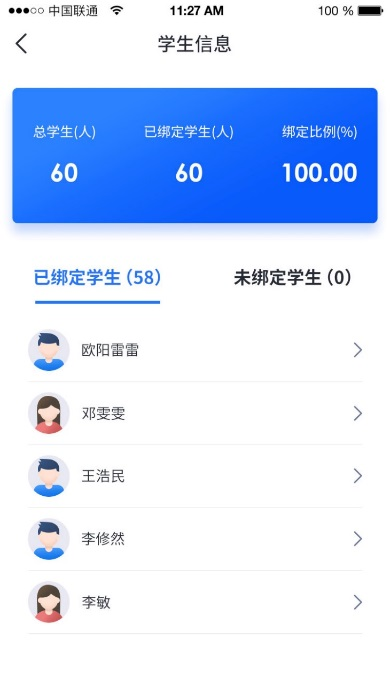 中国联通 11:27 AM 100 %
学生信息
总学生(人) 已绑定学生(人) 绑定比例(%)
60 60 100.00
已绑定学生（58） 未绑定学生（0）
欧阳雷雷
邓雯雯
王浩民
李修然
李敏